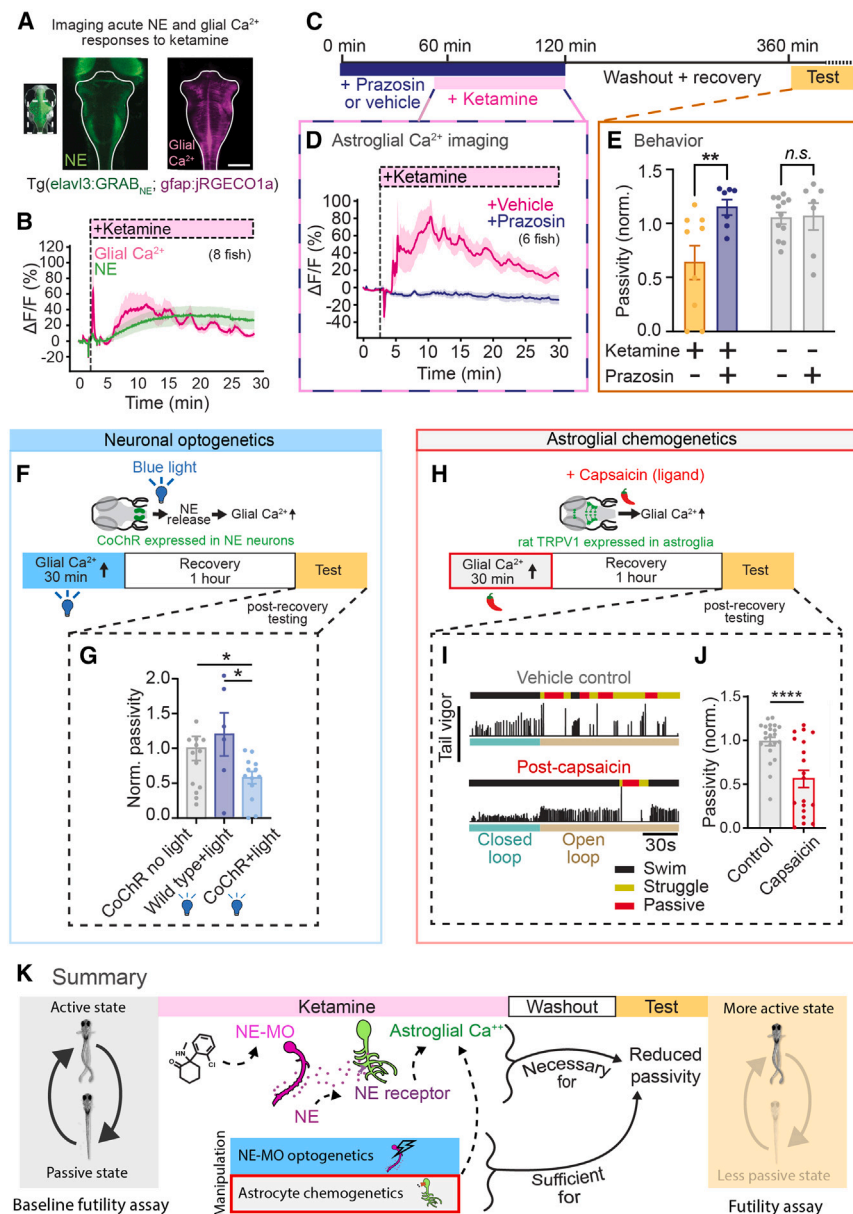 A
Imaging acute NE and glial Ca²⁺
responses to ketamine
NE
Glial
Ca²⁺
Tg(elavl3:GRAB_NE; gfap:jRGECO1a)
B
+Ketamine
Glial Ca²⁺
NE
(8 fish)
ΔF/F (%)
100
80
60
40
20
0
-20
0 5 10 15 20 25 30
Time (min)
C
0 min 60 min 120 min 360 min
+ Prazosin
or vehicle
+ Ketamine
Washout + recovery
Test
D Astroglial Ca²⁺ imaging
+Ketamine
+Vehicle
+Prazosin
(6 fish)
ΔF/F (%)
120
80
40
0
-40
0 5 10 15 20 25 30
Time (min)
E Behavior
** n.s.
Passivity (norm.)
1.5
1.0
0.5
0.0
Ketamine + + - -
Prazosin - + - +
Neuronal optogenetics
F
Blue light
NE
release
Glial Ca²⁺
CoChR expressed in NE neurons
Glial Ca²⁺
30 min
Recovery
1 hour
Test
post-recovery
testing
G
*
*
Norm. passivity
2.0
1.5
1.0
0.5
0.0
CoChR no light
Wild type+light
CoChR+light
Astroglial chemogenetics
H
+ Capsaicin (ligand)
Glial Ca²⁺
rat TRPV1 expressed in astroglia
Glial Ca²⁺
30 min
Recovery
1 hour
Test
post-recovery
testing
I
Vehicle control
Tail vigor
Post-capsaicin
Closed
loop
Open
loop
30s
Swim
Struggle
Passive
J
****
Passivity (norm.)
1.5
1.0
0.5
0
Control
Capsaicin
K Summary
Active state
Passive state
Baseline futility assay
Ketamine
Washout
Test
HN
O
Cl
NE-MO
NE
NE receptor
Astroglial Ca⁺⁺
Manipulation
NE-MO optogenetics
Astrocyte chemogenetics
Necessary
for
Sufficient
for
Reduced
passivity
More active state
Less passive state
Futility assay